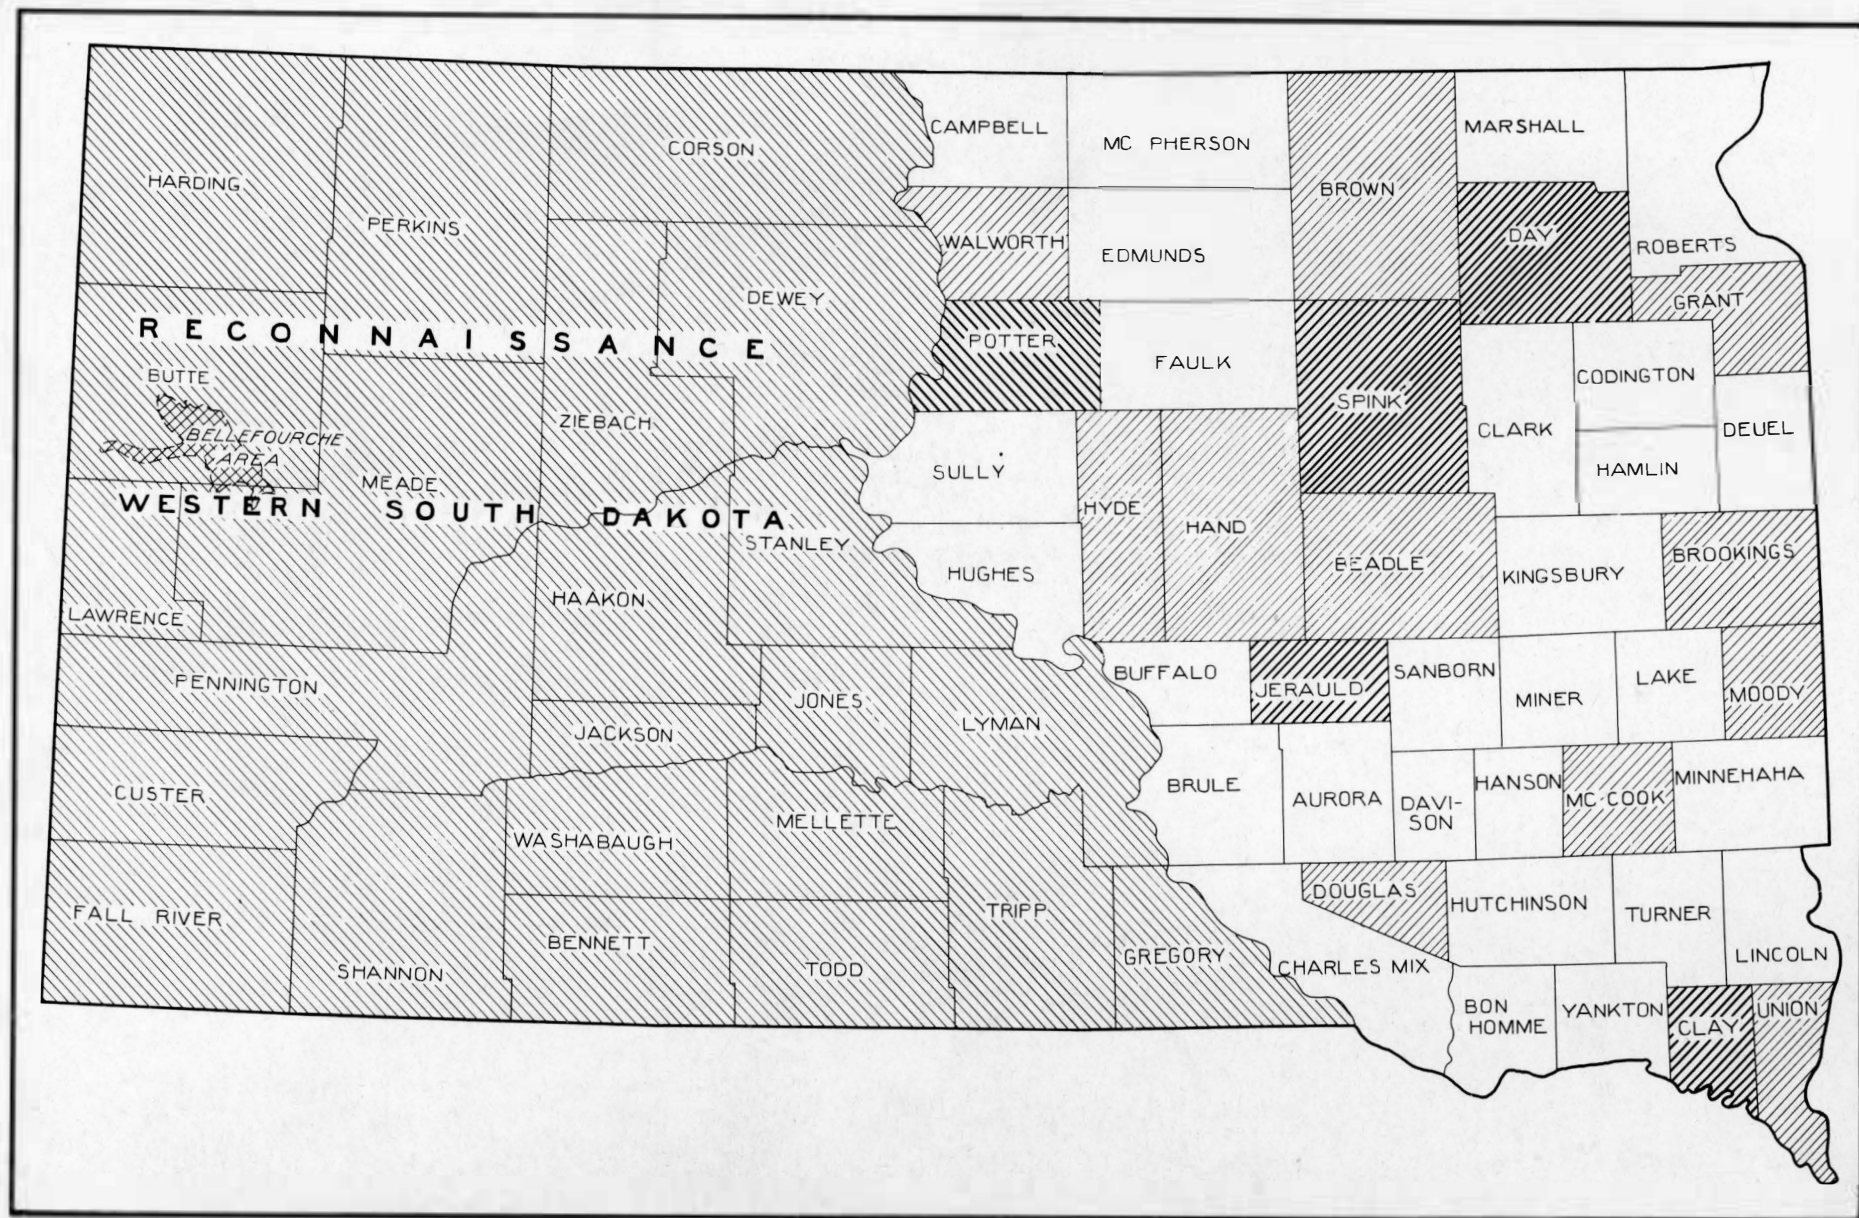 CAMPBELL
MC PHERSON
MARSHALL
CORSON
HARDING
BROWN
PERKINS
WALWORTH
EDMUNDS
DAY
ROBERTS
DEWEY
GRANT
RECONNAISSANCE
POTTER
FAULK
BUTTE
CODINGTON
SPINK
ZIEBACH
CLARK
DEUEL
BELLEFOURCHE
AREA
SULLY
HAMLIN
MEADE
WESTERN SOUTH DAKOTA
HYDE
HAND
STANLEY
BROOKINGS
BEADLE
HUGHES
KINGSBURY
HAAKON
LAWRENCE
BUFFALO
SANBORN
LAKE
PENNINGTON
JERAULD
MINER
MOODY
JONES
LYMAN
JACKSON
BRULE
HANSON
MINNEHAHA
CUSTER
AURORA
MC COOK
DAVI-
SON
MELLETTE
WASHABAUGH
DOUGLAS
HUTCHINSON
FALL RIVER
TRIPP
TURNER
BENNETT
GREGORY
LINCOLN
SHANNON
TODD
CHARLES MIX
BON
HOMME
YANKTON
UNION
CLAY